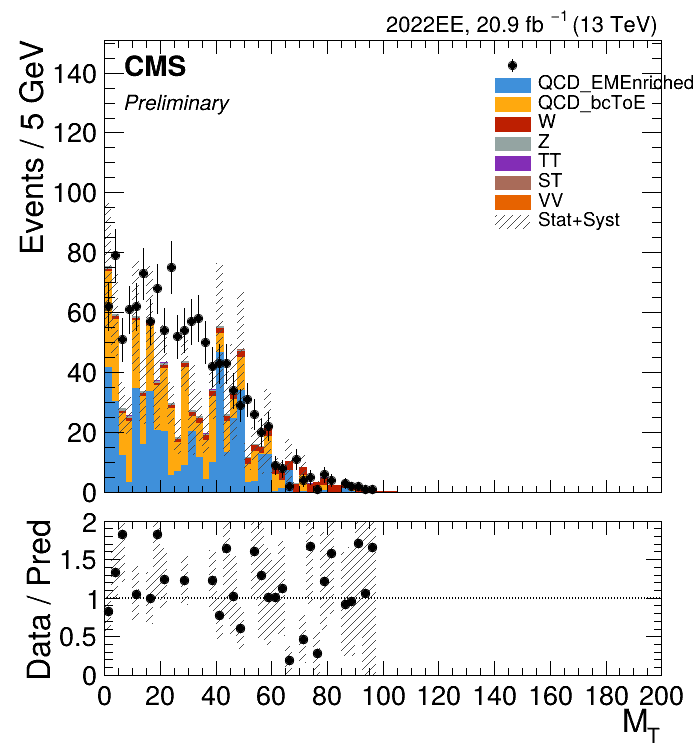 2022EE, 20.9 fb⁻¹ (13 TeV)
Events / 5 GeV
CMS
Preliminary
QCD_EMEnriched
QCD_bcToE
W
Z
TT
ST
VV
Stat+Syst
140
120
100
80
60
40
20
0
Data / Pred
2
1.5
1
0.5
0
0 20 40 60 80 100 120 140 160 180 200
M_T